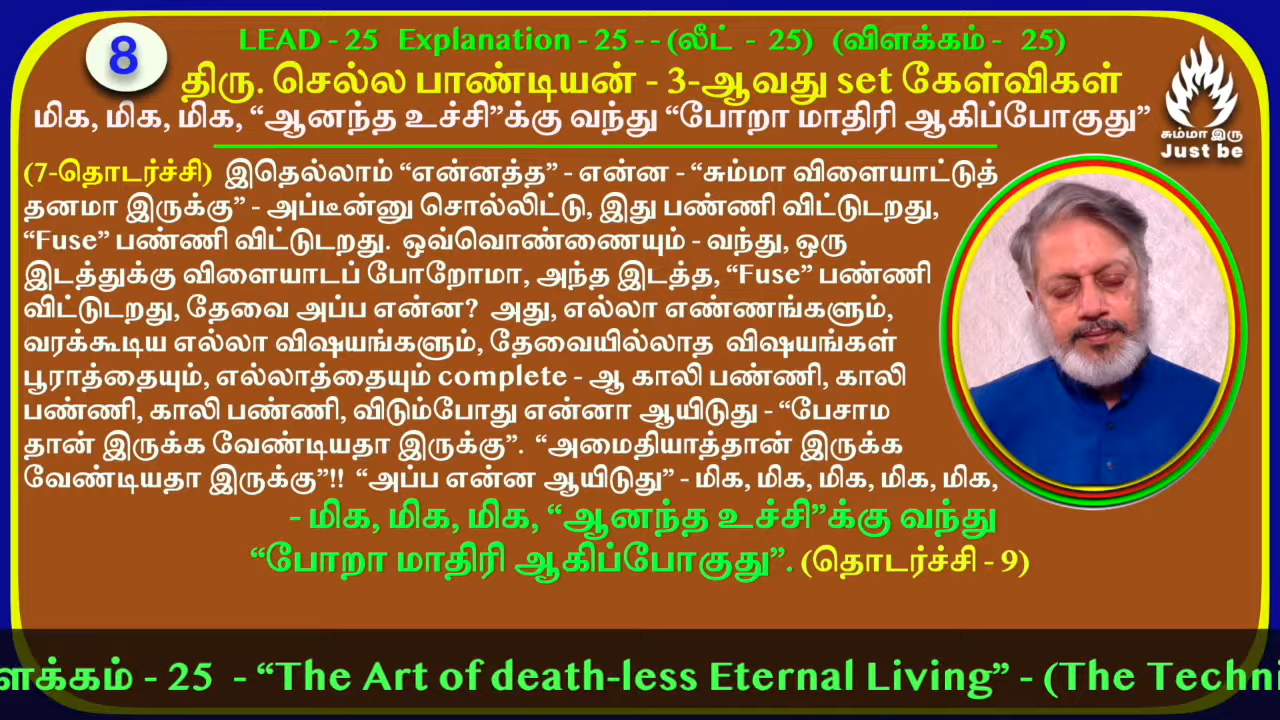 8
LEAD - 25 Explanation - 25 - - (லீட் - 25) (விளக்கம் - 25)
திரு. செல்ல பாண்டியன் - 3-ஆவது set கேள்விகள்
மிக, மிக, மிக, “ஆனந்த உச்சி”க்கு வந்து “போறா மாதிரி ஆகிப்போகுது”
சும்மா இரு
Just be
(7-தொடர்ச்சி) இதெல்லாம் “என்னத்த” - என்ன - “சும்மா விளையாட்டுத்
தனமா இருக்கு” - அப்டீன்னு சொல்லிட்டு, இது பண்ணி விட்டுடறது,
“Fuse” பண்ணி விட்டுடறது. ஒவ்வொண்ணையும் - வந்து, ஒரு
இடத்துக்கு விளையாடப் போறோமா, அந்த இடத்த, “Fuse” பண்ணி
விட்டுடறது, தேவை அப்ப என்ன? அது, எல்லா எண்ணங்களும்,
வரக்கூடிய எல்லா விஷயங்களும், தேவையில்லாத விஷயங்கள்
பூராத்தையும், எல்லாத்தையும் complete - ஆ காலி பண்ணி, காலி
பண்ணி, காலி பண்ணி, விடும்போது என்னா ஆயிடுது - “பேசாம
தான் இருக்க வேண்டியதா இருக்கு”. “அமைதியாத்தான் இருக்க
வேண்டியதா இருக்கு”!! “அப்ப என்ன ஆயிடுது” - மிக, மிக, மிக, மிக, மிக,
- மிக, மிக, மிக, “ஆனந்த உச்சி”க்கு வந்து
“போறா மாதிரி ஆகிப்போகுது”. (தொடர்ச்சி - 9)
ளக்கம் - 25 - “The Art of death-less Eternal Living” - (The Techni